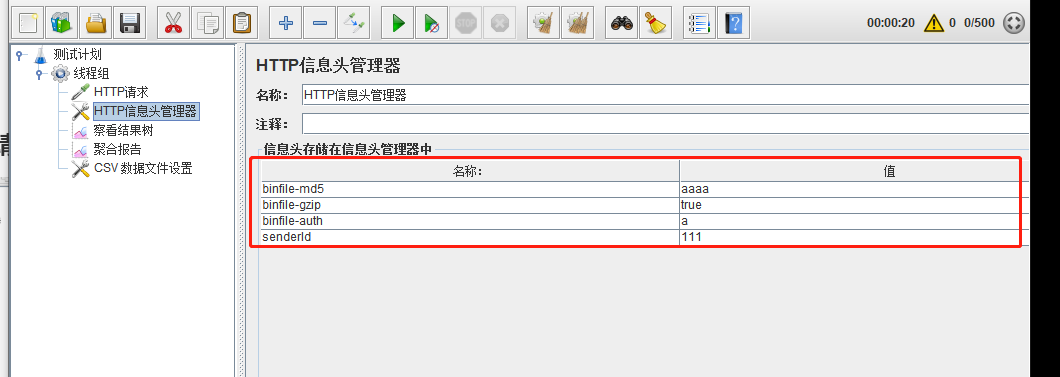 00:00:20 0 0/500
测试计划
线程组
HTTP请求
HTTP信息头管理器
察看结果树
聚合报告
CSV 数据文件设置
HTTP信息头管理器
名称： HTTP信息头管理器
注释：
信息头存储在信息头管理器中
名称： 值
binfile-md5 aaaa
binfile-gzip true
binfile-auth a
senderId 111